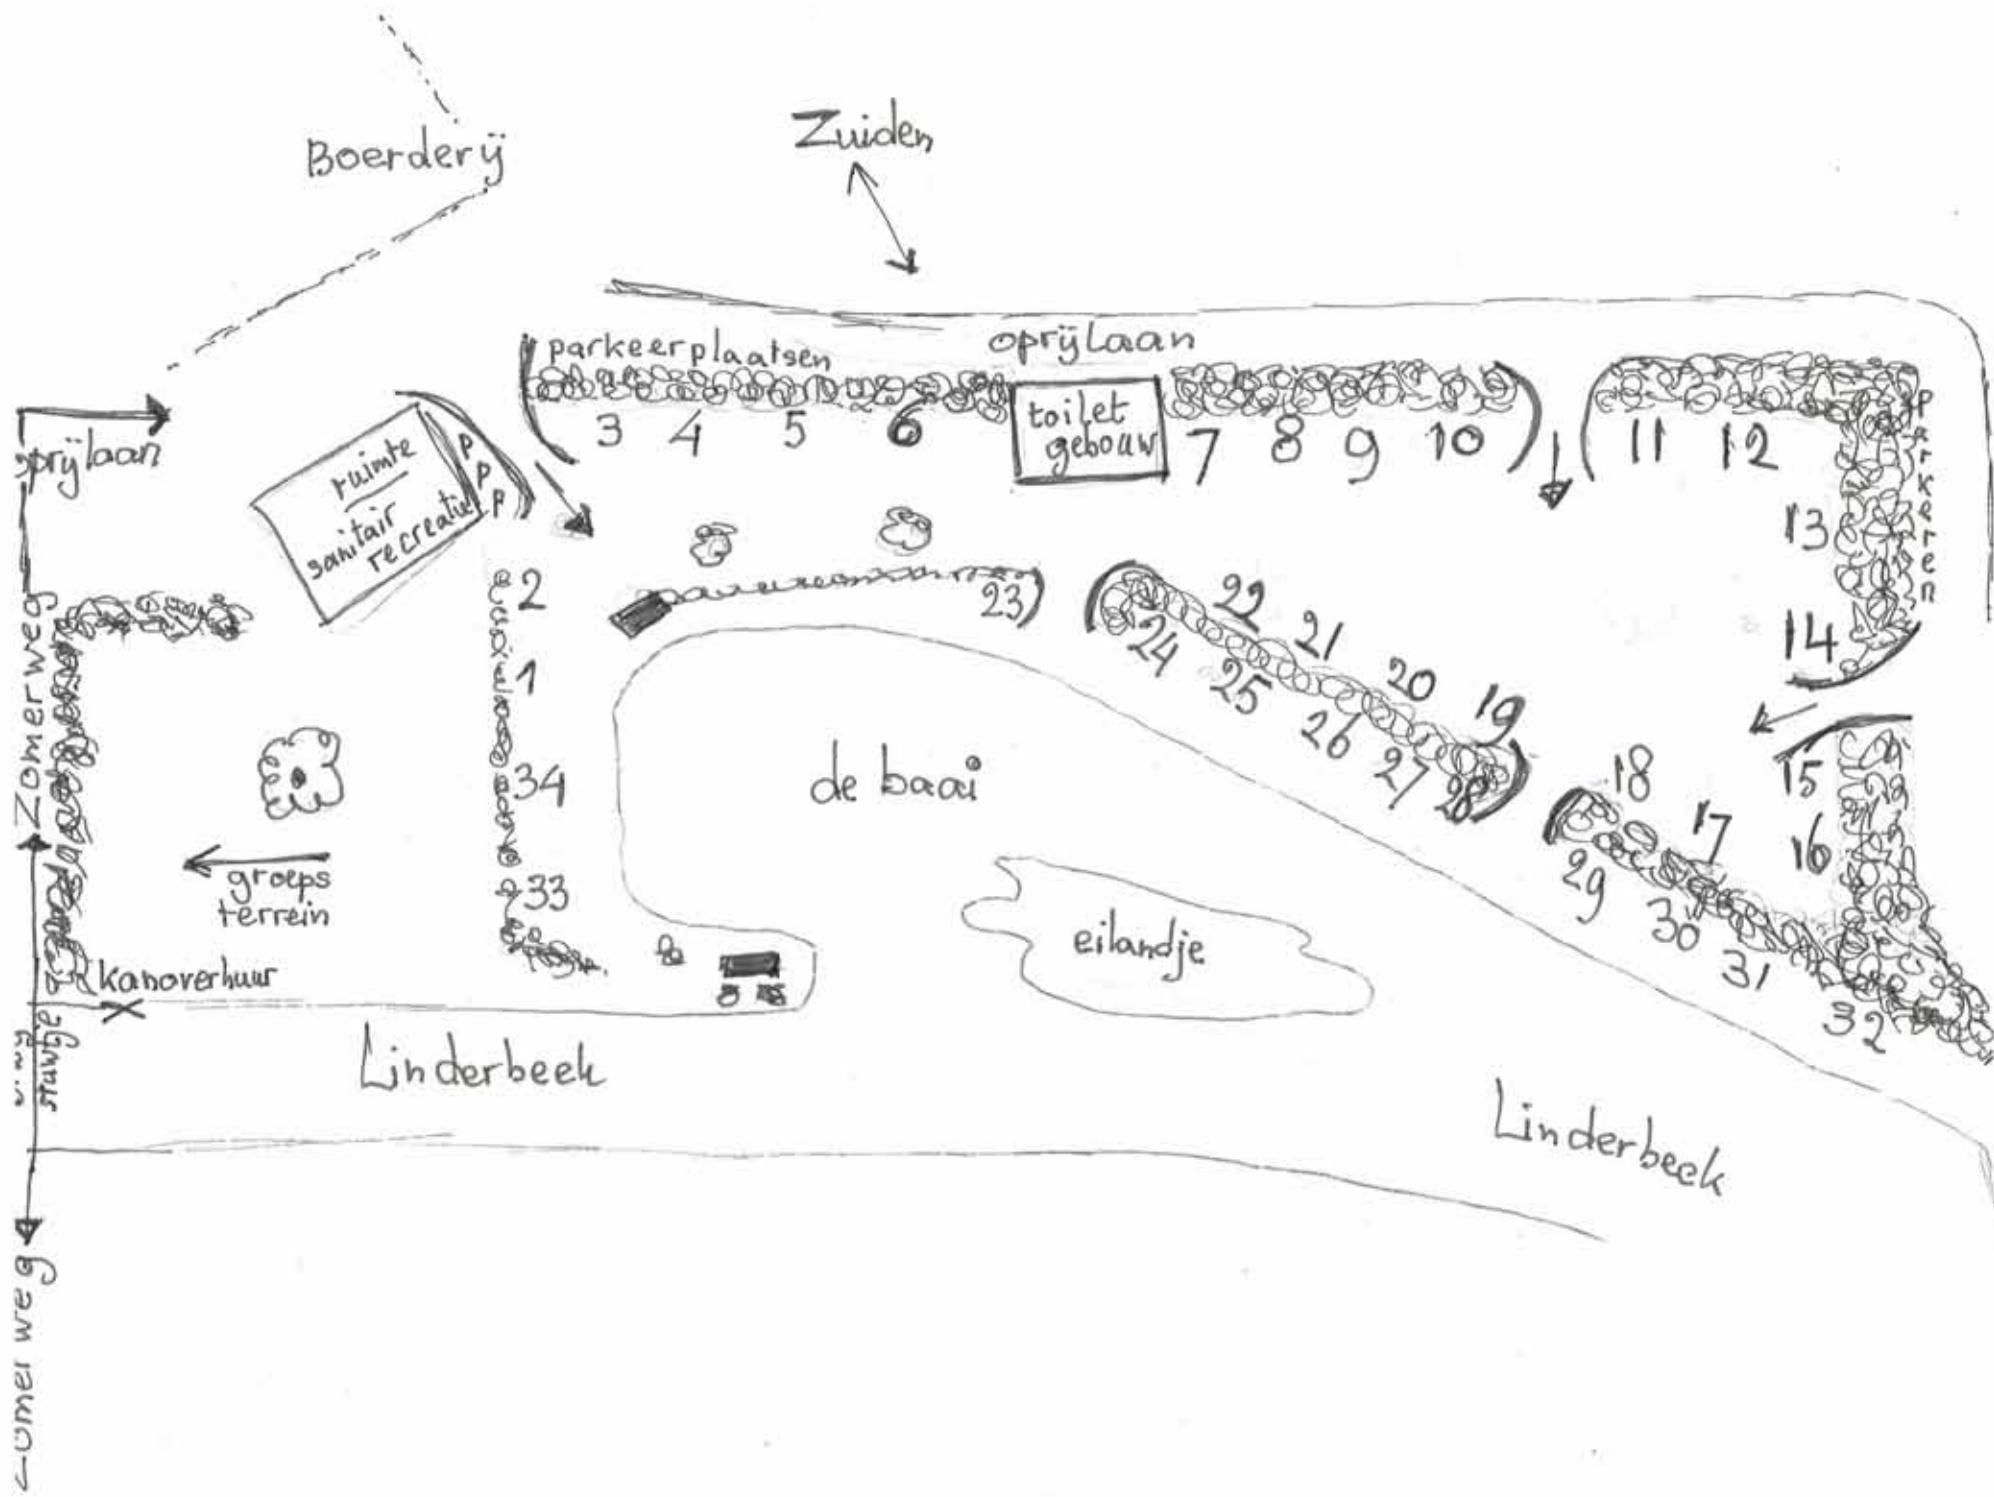 Zuiden
Boerderij
oprijlaan
parkeerplaatsen
toilet
gebouw
3 4 5 6
7 8 9 10
11 12
parkeren
13
14
15
16
ruimte
sanitair
recreatie
P
P
P
2
1
34
33
23
22
21
20
19
18
17
24
25
26
27
28
29
30
31
32
de baai
eilandje
groeps
terrein
kanoverhuur
Zomerweg
stuwtje
Linderbeek
Linderbeek